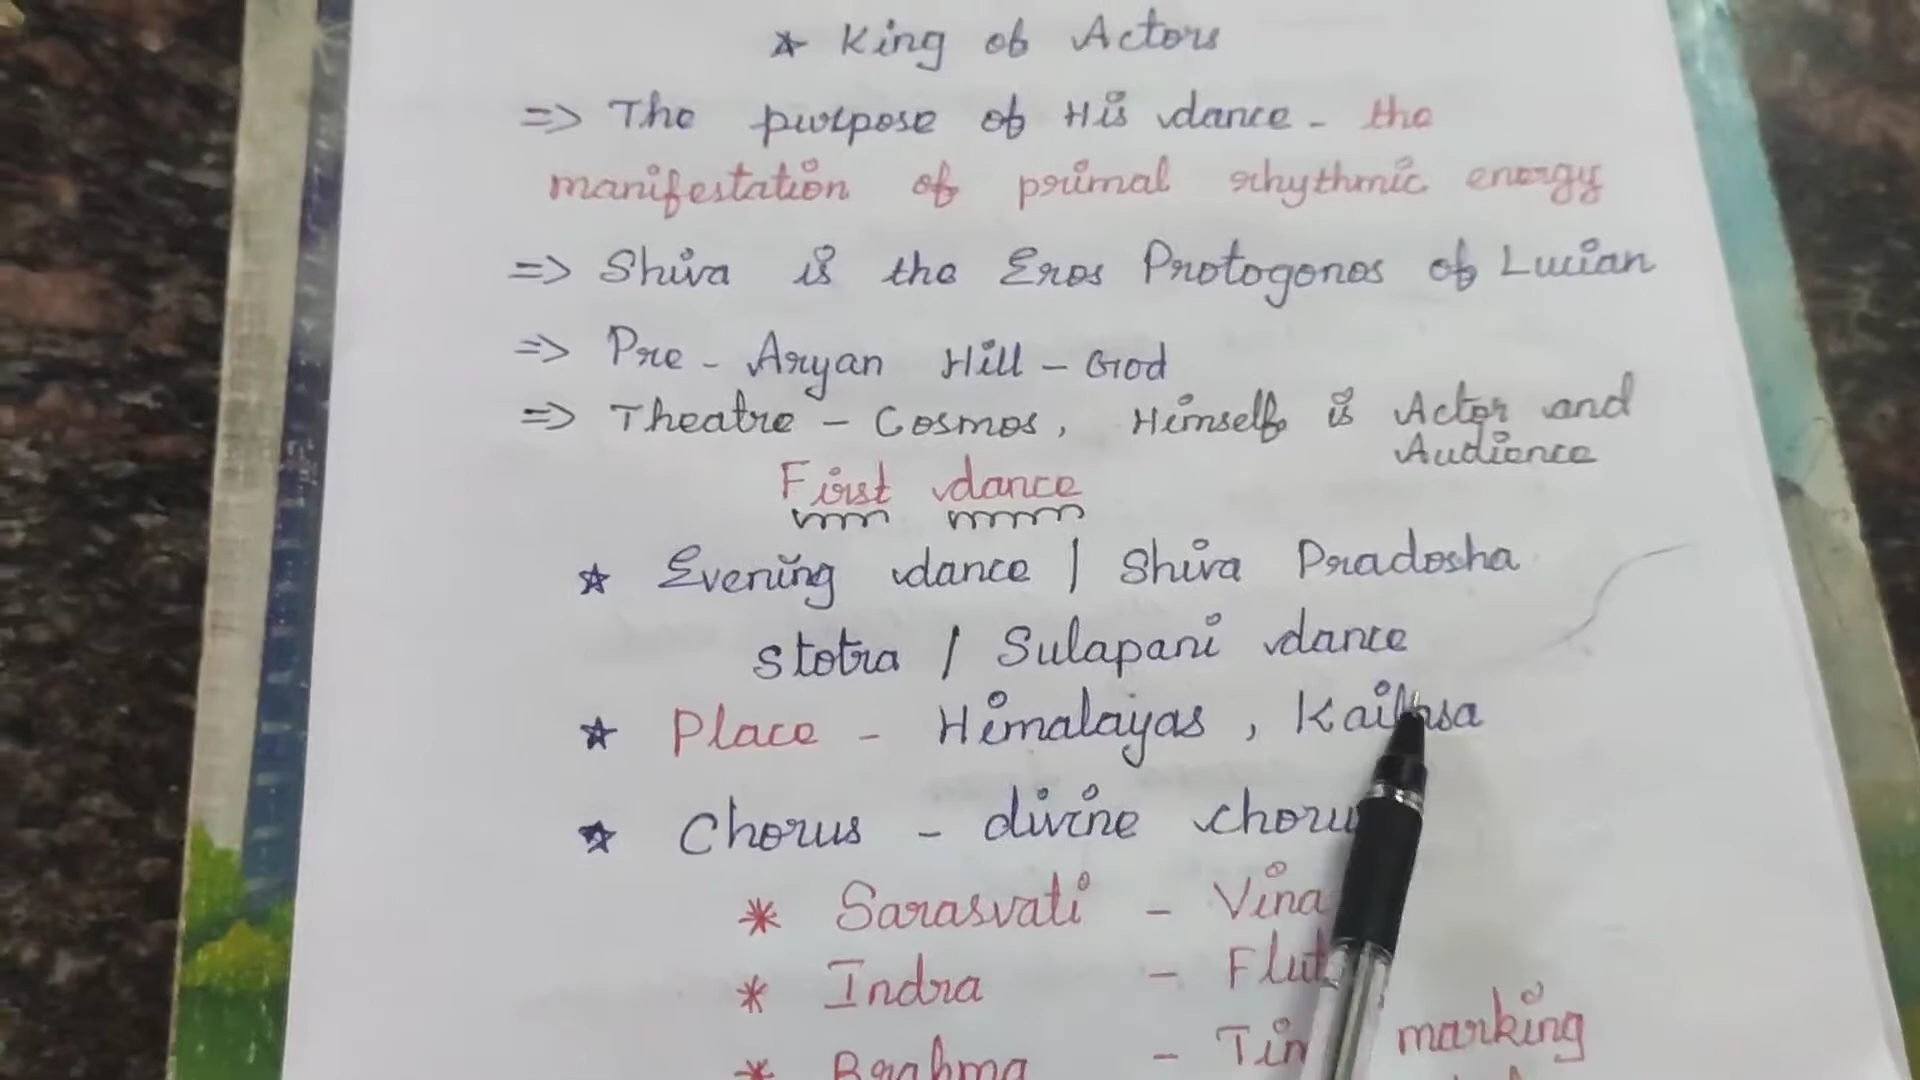 * King of Actors
=> The purpose of His dance - the
manifestation of primal rhythmic energy
=> Shiva is the Eros Protogonos of Lucian
=> Pre - Aryan Hill - God
=> Theatre - Cosmos, Himself is Actor and
Audience
First dance
* Evening dance | Shiva Pradosha
stotra / Sulapani dance
* Place - Himalayas, Kailasa
* Chorus - divine chorus
* Sarasvati - Vina
* Indra - Flute
* Brahma - marking